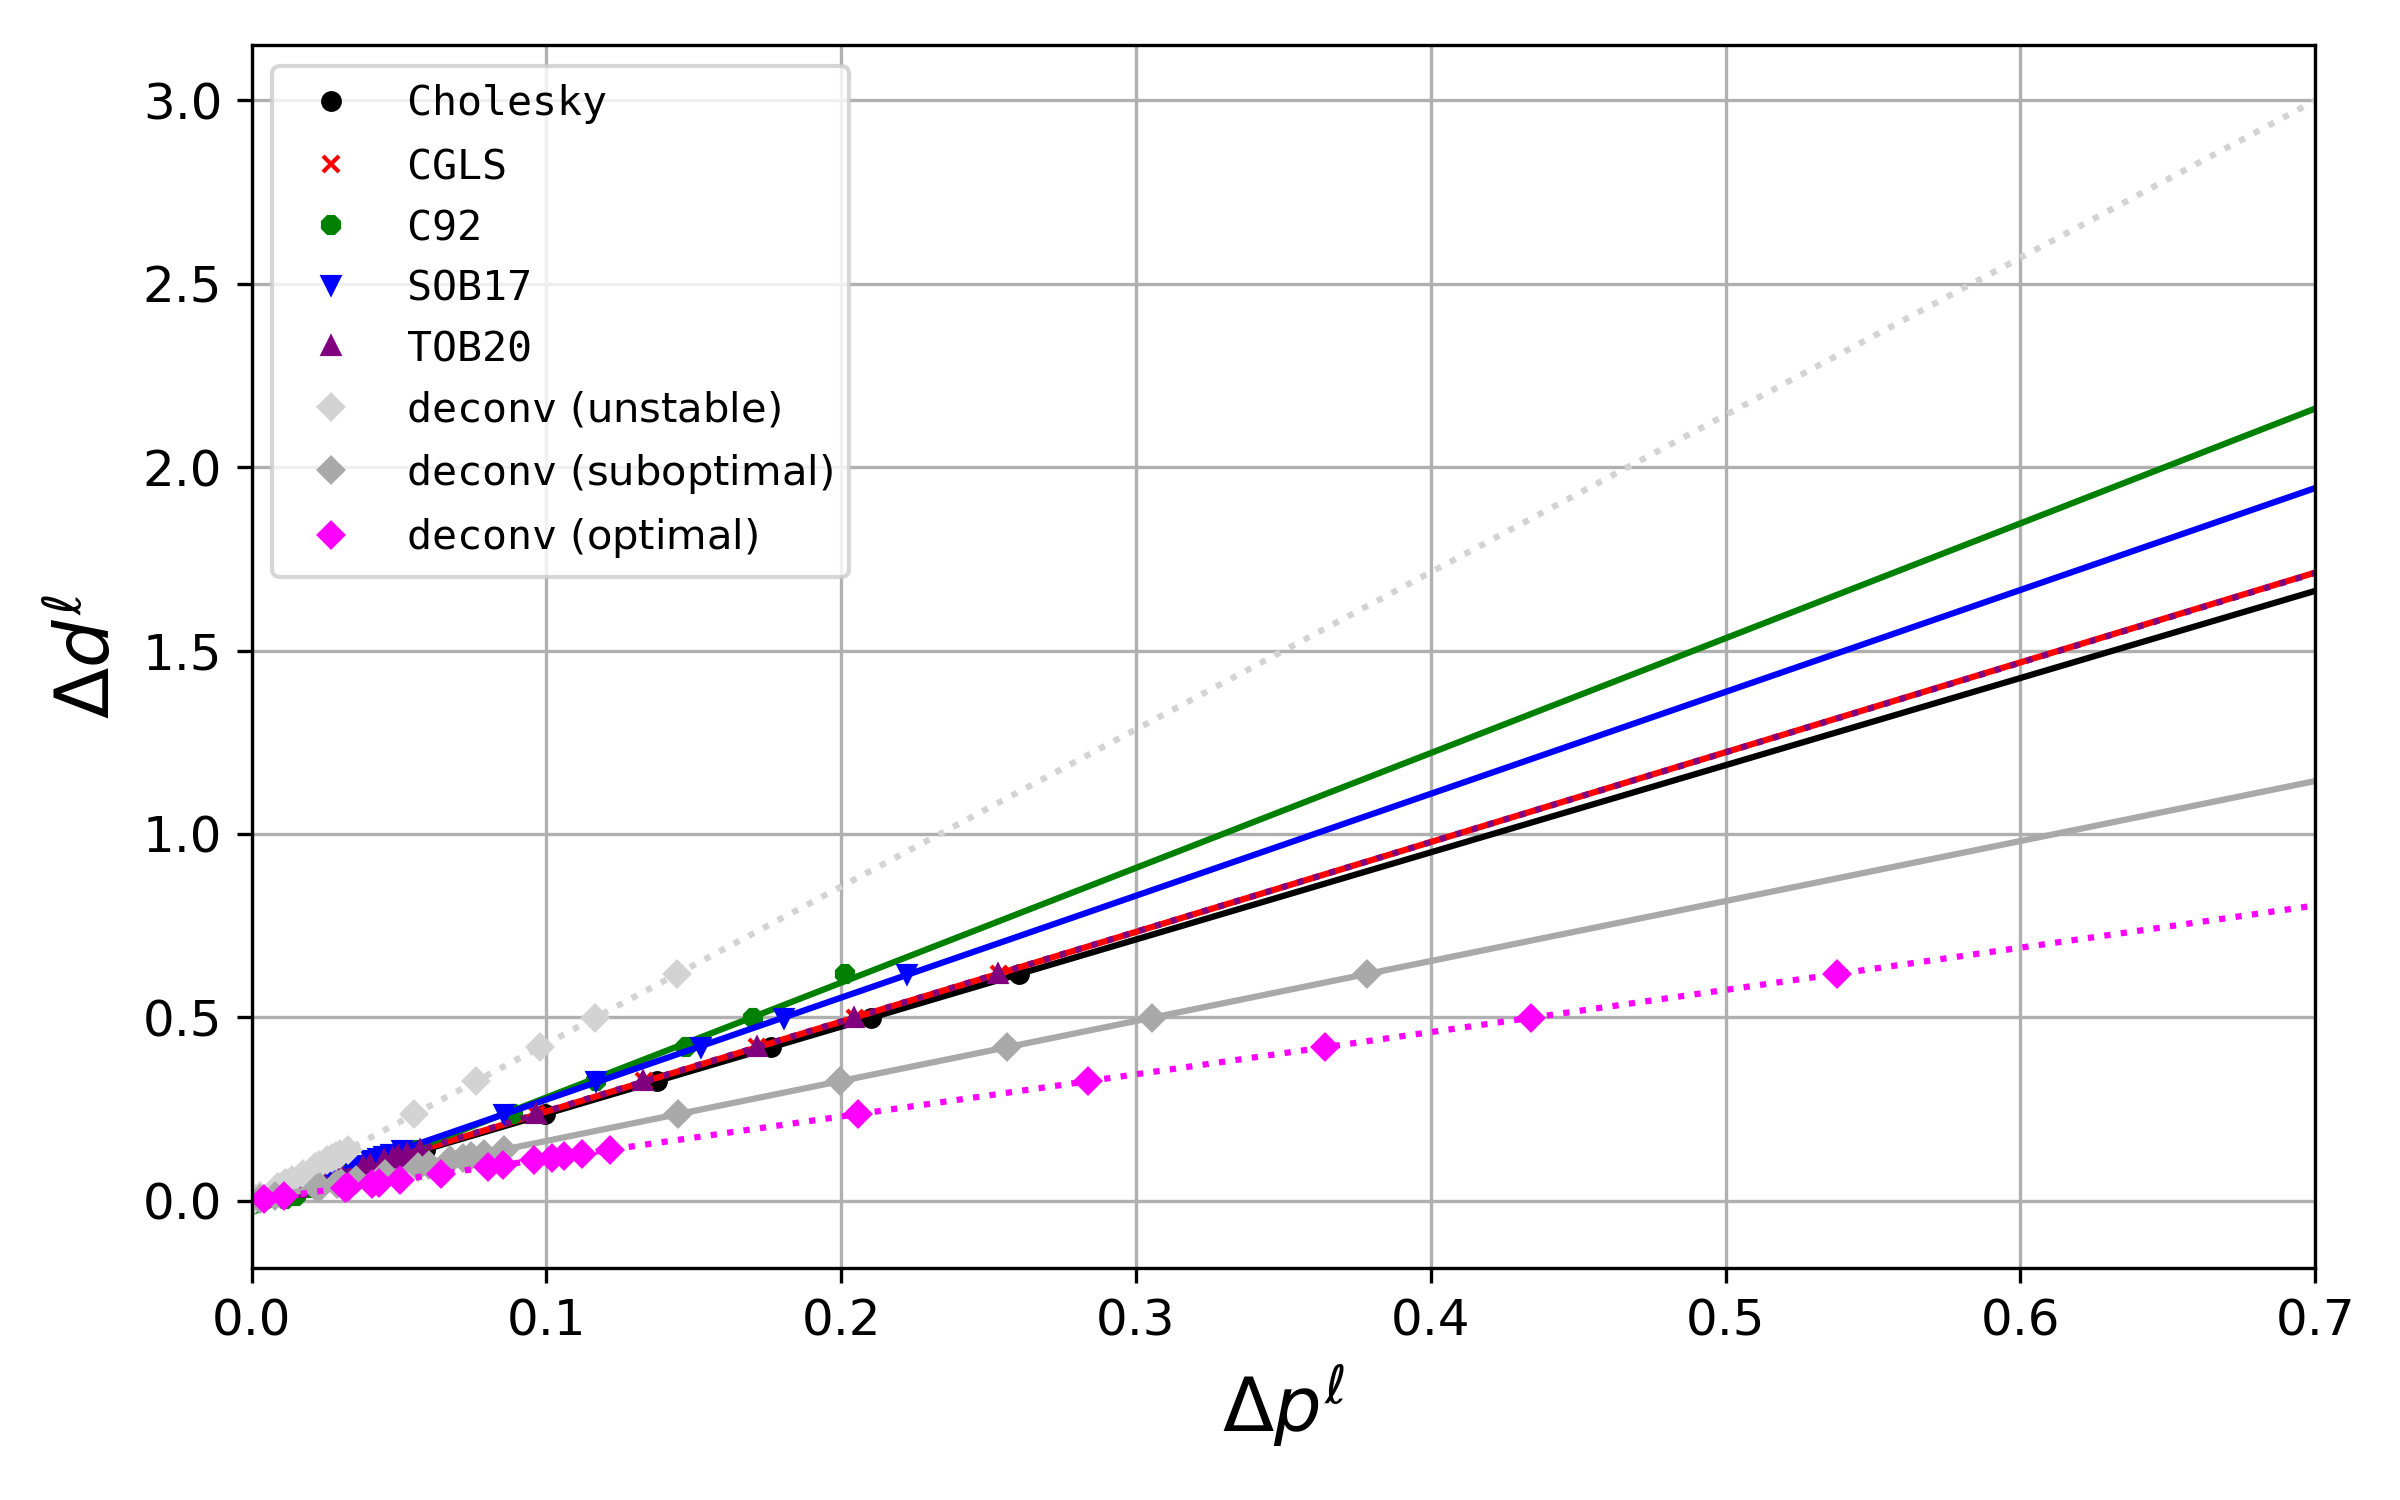 3.0
2.5
2.0
1.5
1.0
0.5
0.0
Δdℓ
Cholesky
CGLS
C92
SOB17
TOB20
deconv (unstable)
deconv (suboptimal)
deconv (optimal)
0.0 0.1 0.2 0.3 0.4 0.5 0.6 0.7
Δpℓ